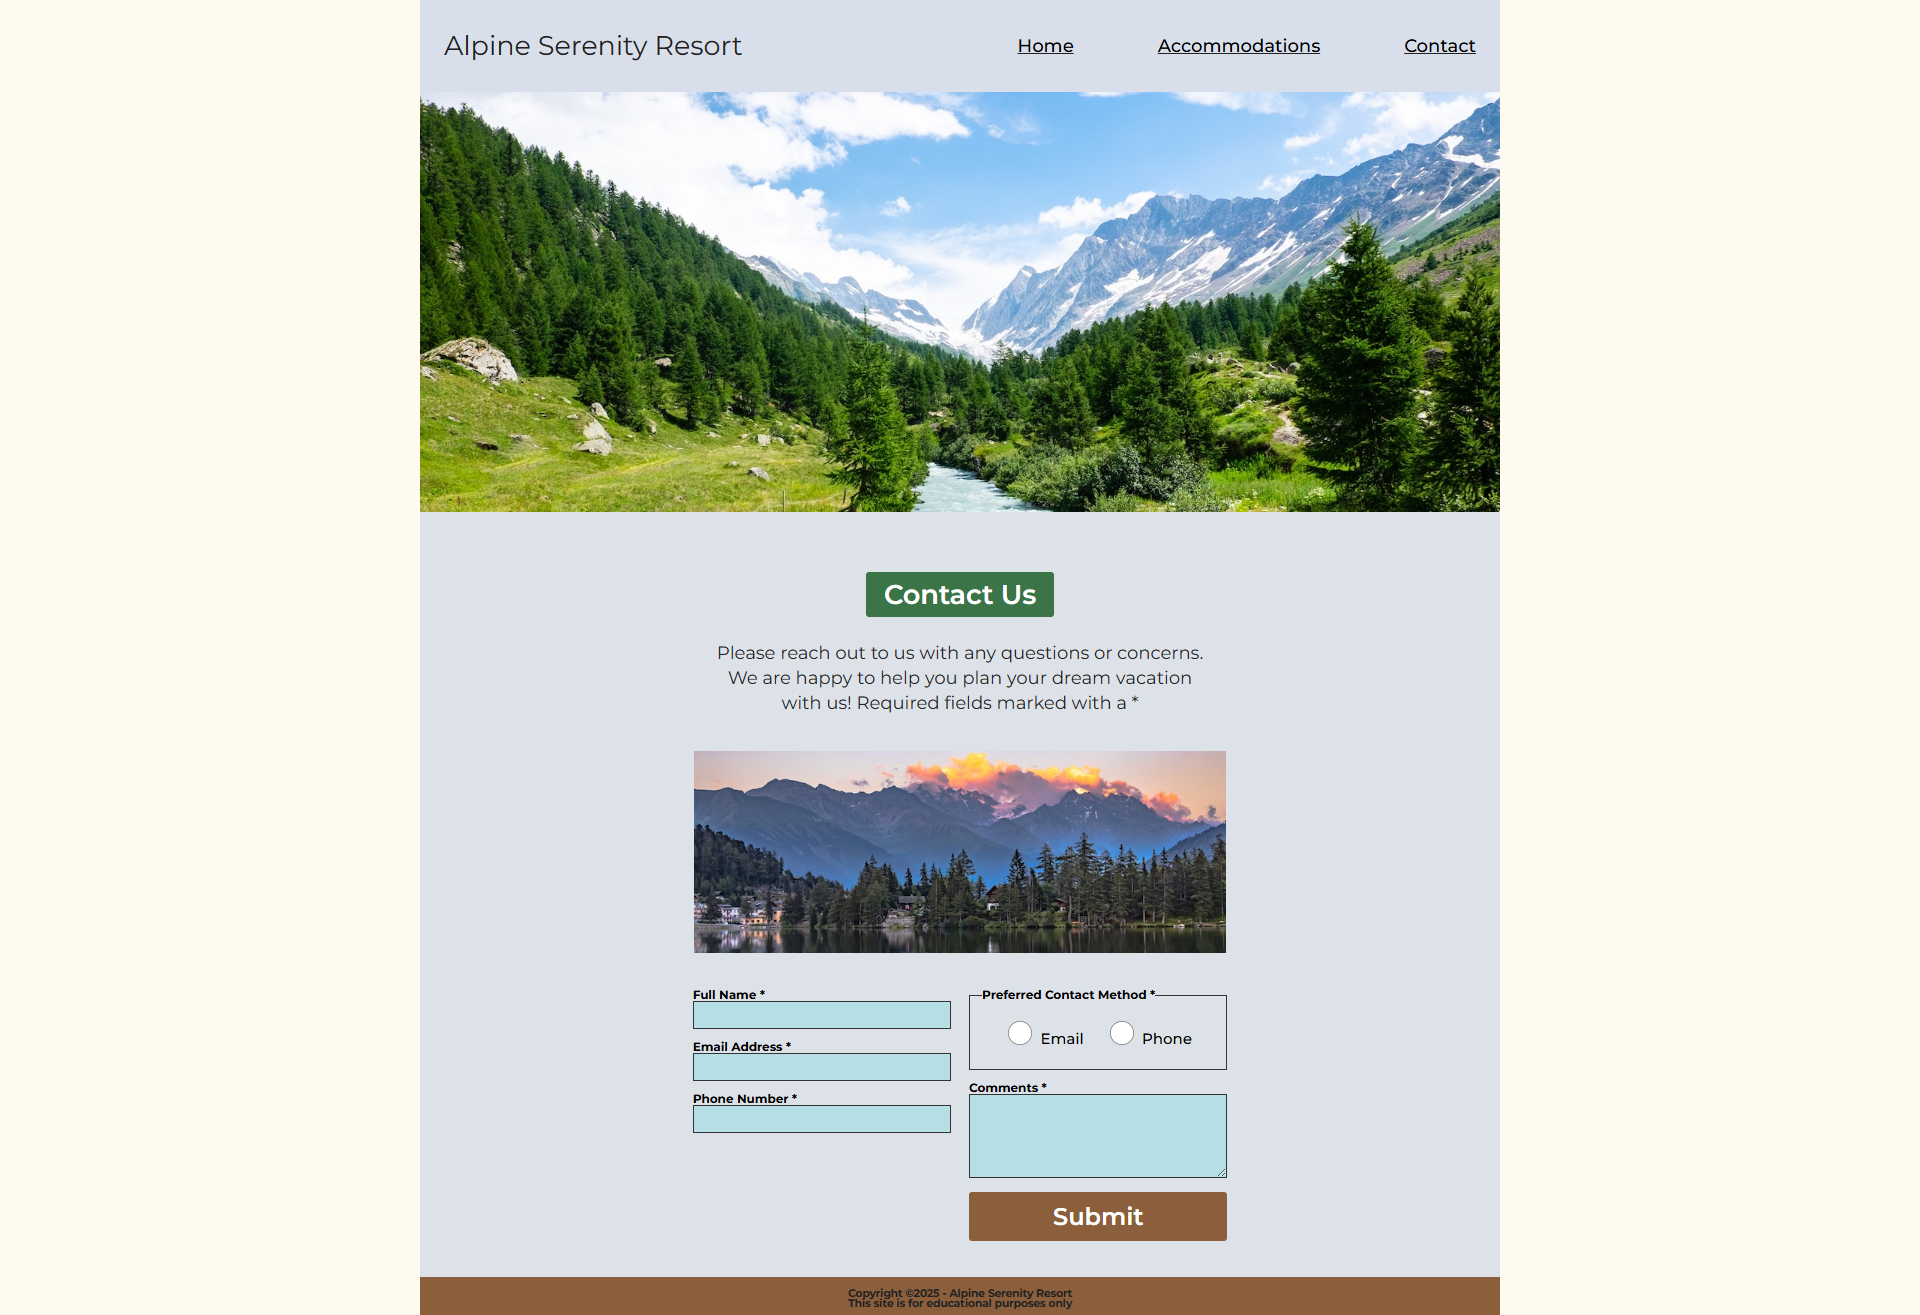 Alpine Serenity Resort
Home
Accommodations
Contact
Contact Us
Please reach out to us with any questions or concerns.
We are happy to help you plan your dream vacation
with us! Required fields marked with a *
Full Name *
Email Address *
Phone Number *
Preferred Contact Method *
Email
Phone
Comments *
Submit
Copyright ©2025 - Alpine Serenity Resort
This site is for educational purposes only